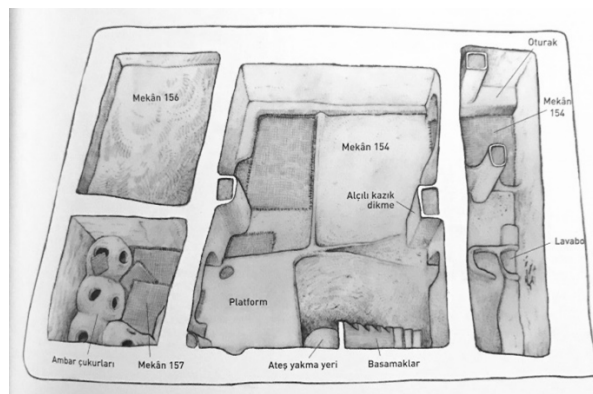 Oturak
Mekân 156
Mekân
154
Mekân 154
Alçılı kazık
dikme
Lavabo
Platform
Ambar çukurları
Mekân 157
Ateş yakma yeri
Basamaklar